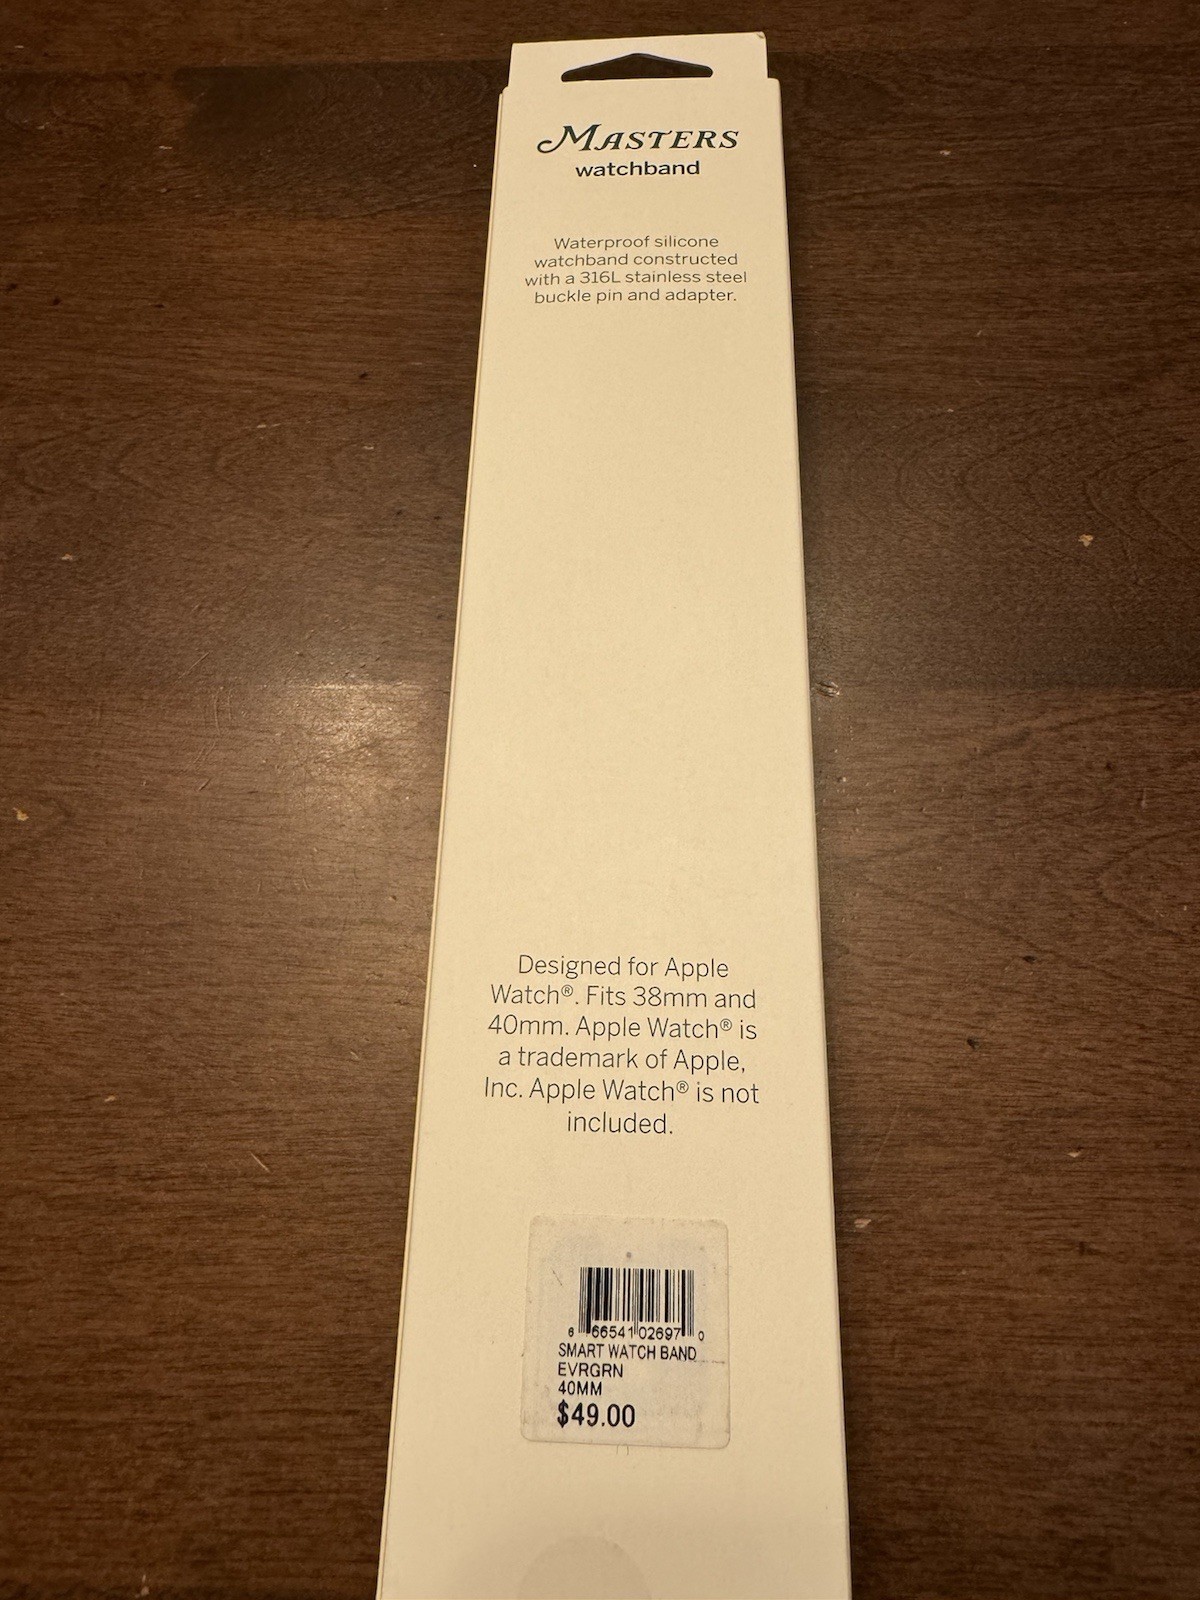 MASTERS
watchband
Waterproof silicone
watchband constructed
with a 316L stainless steel
buckle pin and adapter.
Designed for Apple
Watch®. Fits 38mm and
40mm. Apple Watch® is
a trademark of Apple,
Inc. Apple Watch® is not
included.
6 66541 02697 0
SMART WATCH BAND
EVRGRN
40MM
$49.00